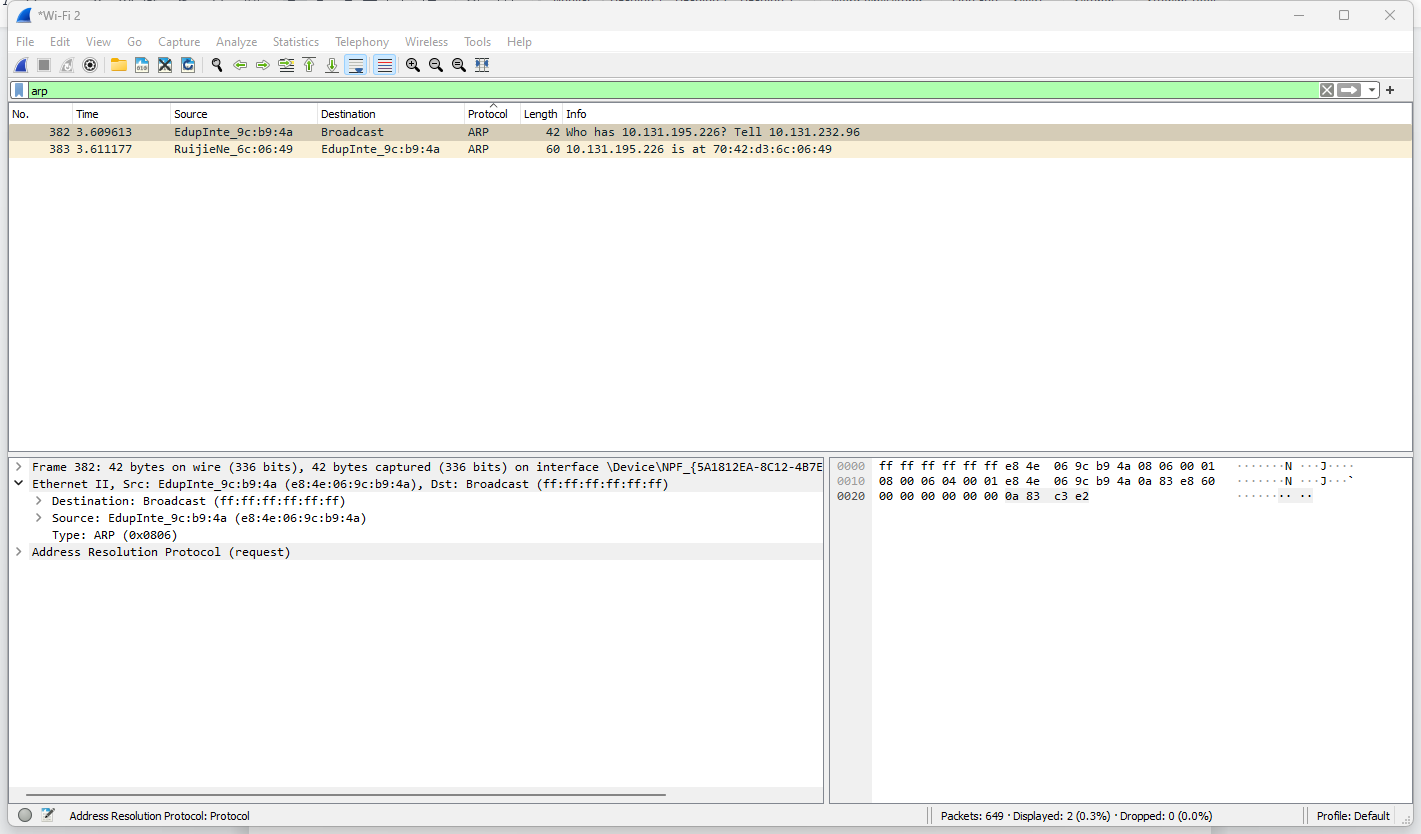 *Wi-Fi 2
File Edit View Go Capture Analyze Statistics Telephony Wireless Tools Help
arp
No. Time Source Destination Protocol Length Info
382 3.609613 EdupInte_9c:b9:4a Broadcast ARP 42 Who has 10.131.195.226? Tell 10.131.232.96
383 3.611177 RuijieNe_6c:06:49 EdupInte_9c:b9:4a ARP 60 10.131.195.226 is at 70:42:d3:6c:06:49
Frame 382: 42 bytes on wire (336 bits), 42 bytes captured (336 bits) on interface \Device\NPF_{5A1812EA-8C12-4B7E
Ethernet II, Src: EdupInte_9c:b9:4a (e8:4e:06:9c:b9:4a), Dst: Broadcast (ff:ff:ff:ff:ff:ff)
Destination: Broadcast (ff:ff:ff:ff:ff:ff)
Source: EdupInte_9c:b9:4a (e8:4e:06:9c:b9:4a)
Type: ARP (0x0806)
Address Resolution Protocol (request)
0000 ff ff ff ff ff ff e8 4e 06 9c b9 4a 08 06 00 01 ·······N ···J····
0010 08 00 06 04 00 01 e8 4e 06 9c b9 4a 0a 83 e8 60 ·······N ···J···`
0020 00 00 00 00 00 00 0a 83 c3 e2 ········ ··
Address Resolution Protocol: Protocol
Packets: 649 · Displayed: 2 (0.3%) · Dropped: 0 (0.0%)
Profile: Default